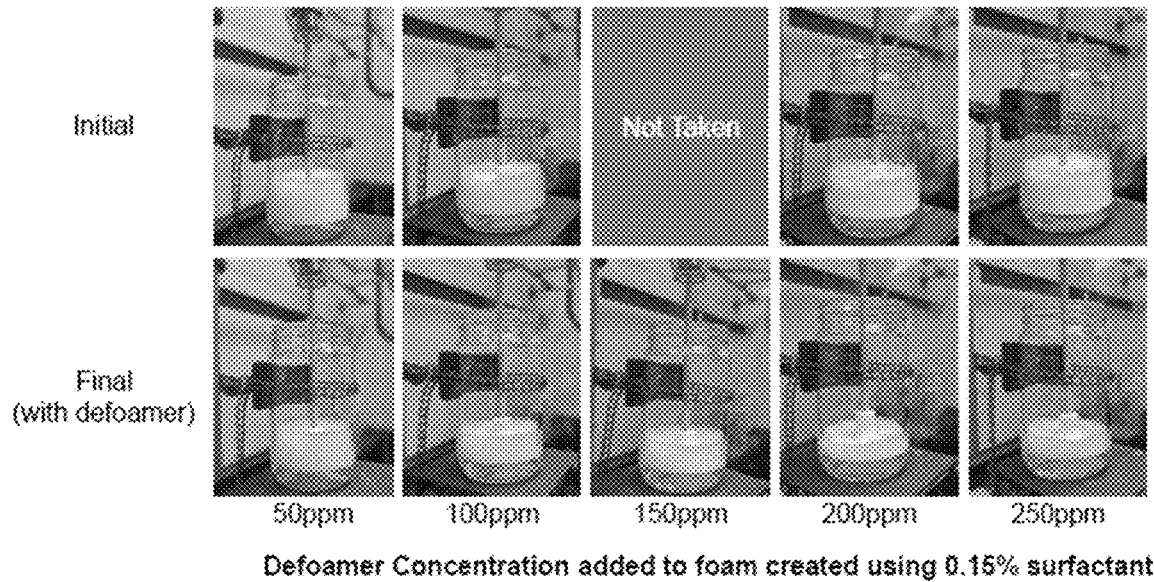 Initial
Not Taken
Final
(with defoamer)
50ppm
100ppm
150ppm
200ppm
250ppm
Defoamer Concentration added to foam created using 0.15% surfactant